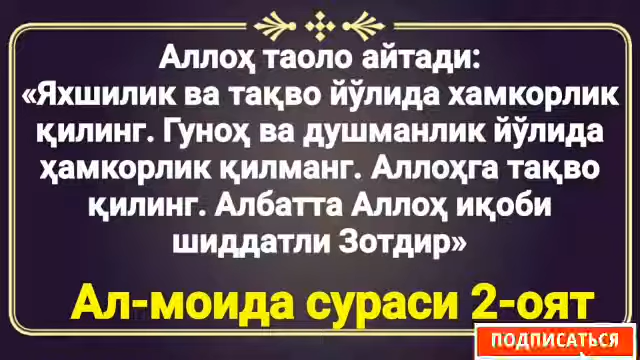 Аллоҳ таоло айтади:
«Яхшилик ва тақво йўлида хамкорлик
қилинг. Гуноҳ ва душманлик йўлида
ҳамкорлик қилманг. Аллоҳга тақво
қилинг. Албатта Аллоҳ иқоби
шиддатли Зотдир»
Ал-моида сураси 2-оят
ПОДПИСАТЬСЯ